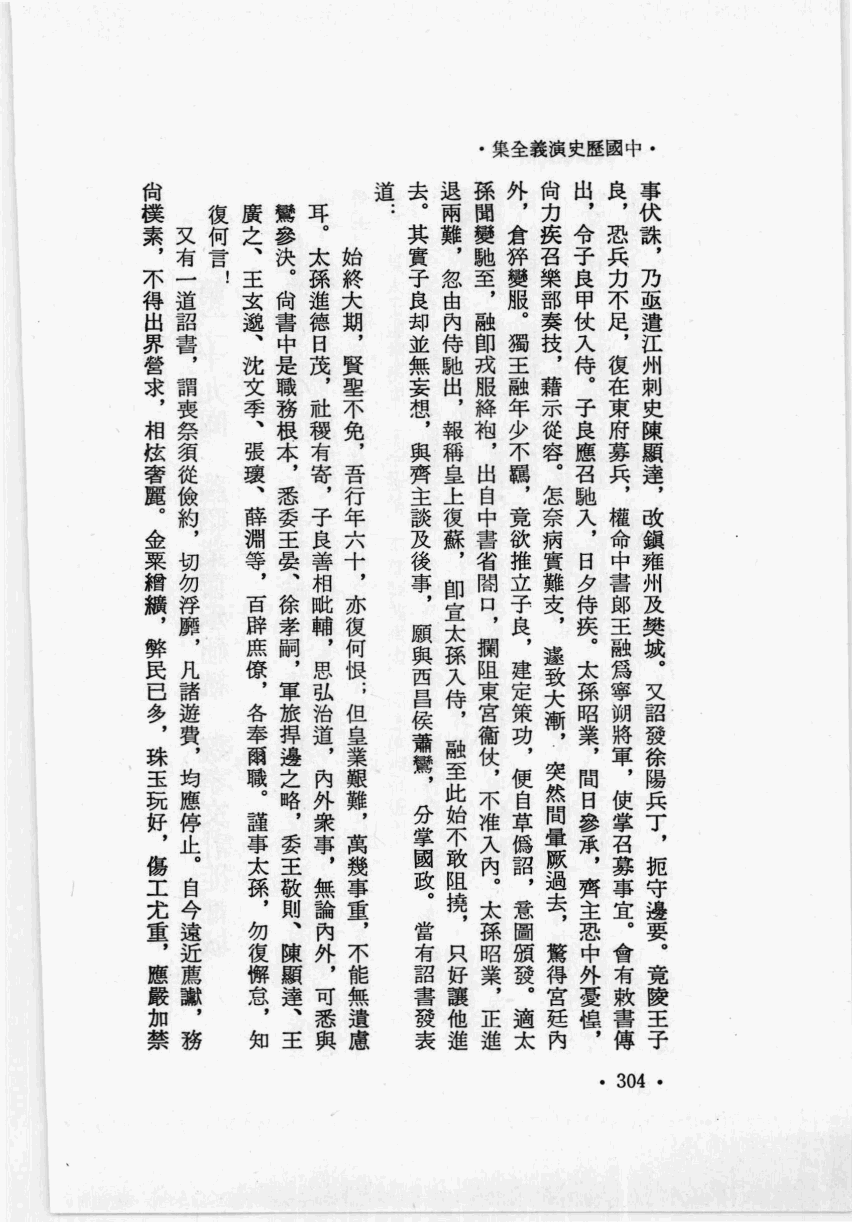 ・中國歷史演義全集・
事伏誅，乃亟遣江州刺史陳顯達，改鎭雍州及樊城。又詔發徐陽兵丁，扼守邊要。竟陵王子
良，恐兵力不足，復在東府募兵，權命中書郞王融爲寧朔將軍，使掌召募事宜。會有敕書傳
出，令子良甲仗入侍。子良應召馳入，日夕侍疾。太孫昭業，間日參承，齊主恐中外憂惶，
尙力疾召樂部奏技，藉示從容。怎奈病實難支，遽致大漸，突然間暈厥過去，驚得宮廷內
外，倉猝變服。獨王融年少不羈，竟欲推立子良，建定策功，便自草僞詔，意圖頒發。適太
孫聞變馳至，融卽戎服絳袍，出自中書省閤口，攔阻東宮衞仗，不准入內。太孫昭業，正進
退兩難，忽由內侍馳出，報稱皇上復蘇，卽宣太孫入侍，融至此始不敢阻撓，只好讓他進
去。其實子良却並無妄想，與齊主談及後事，願與西昌侯蕭鸞，分掌國政。當有詔書發表
道：
始終大期，賢聖不免，吾行年六十，亦復何恨；但皇業艱難，萬幾事重，不能無遺慮
耳。太孫進德日茂，社稷有寄，子良善相毗輔，思弘治道，內外衆事，無論內外，可悉與
鸞參決。尙書中是職務根本，悉委王晏、徐孝嗣，軍旅捍邊之略，委王敬則、陳顯達、王
廣之、王玄邈、沈文季、張瓌、薛淵等，百辟庶僚，各奉爾職。謹事太孫，勿復懈怠，知
復何言！
又有一道詔書，謂喪祭須從儉約，切勿浮靡，凡諸遊費，均應停止。自今遠近薦讞，務
尙樸素，不得出界營求，相炫奢麗。金粟繒纊，弊民已多，珠玉玩好，傷工尤重，應嚴加禁
・304・